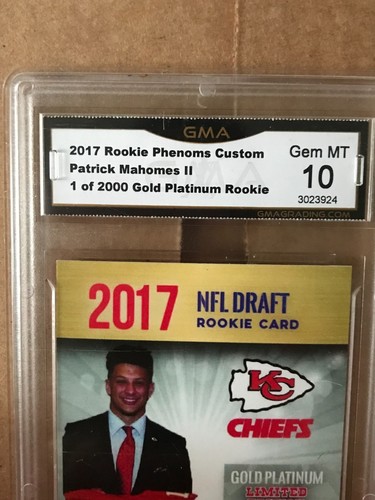 GMA
2017 Rookie Phenoms Custom
Patrick Mahomes II
1 of 2000 Gold Platinum Rookie
Gem MT
10
3023924
GMAGRADING.COM
2017
NFL DRAFT
ROOKIE CARD
KC
CHIEFS
GOLD PLATINUM
LIMITED